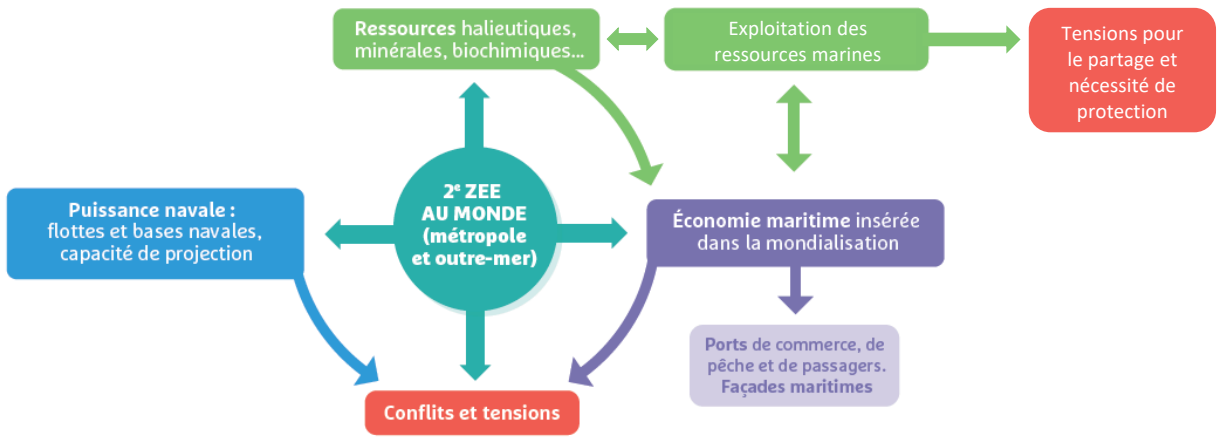 Ressources halieutiques,
minérales, biochimiques...
Exploitation des
ressources marines
Tensions pour
le partage et
nécessité de
protection
2e ZEE
AU MONDE
(métropole
et outre-mer)
Puissance navale :
flottes et bases navales,
capacité de projection
Économie maritime insérée
dans la mondialisation
Ports de commerce, de
pêche et de passagers.
Façades maritimes
Conflits et tensions